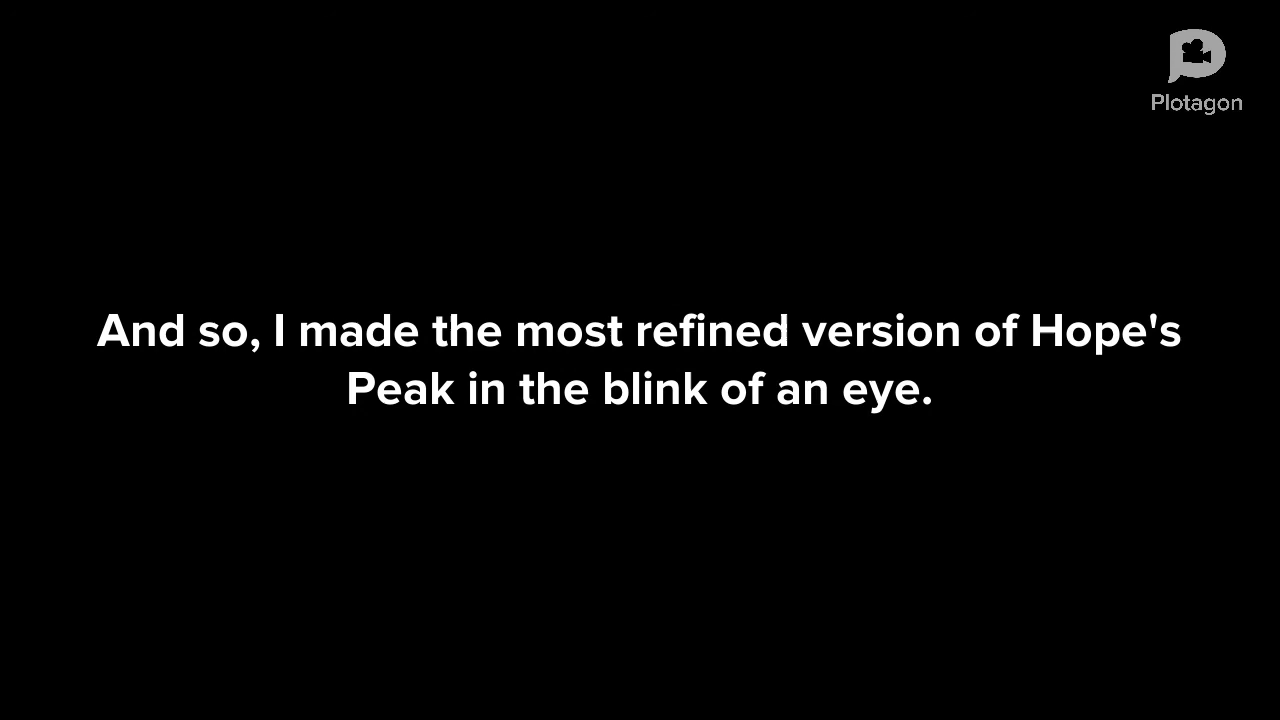 Plotagon
And so, I made the most refined version of Hope's
Peak in the blink of an eye.